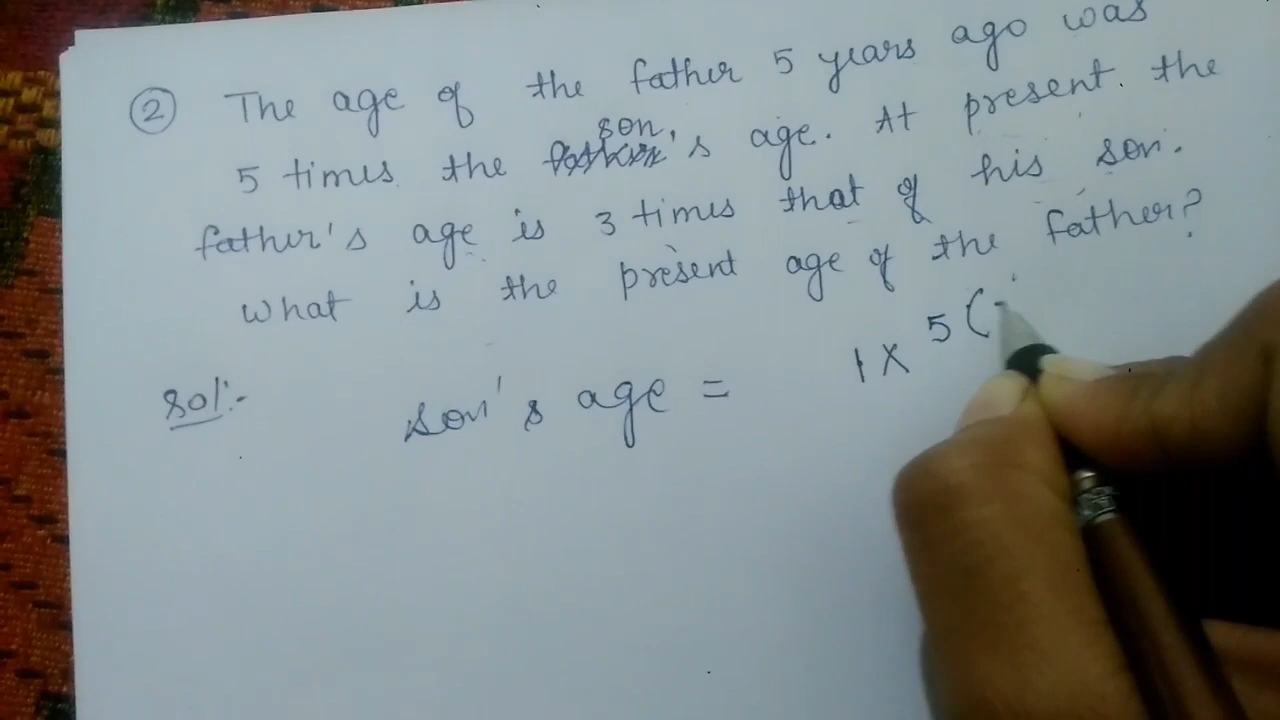 ② The age of the father 5 years ago was
5 times the son's age. At present the
father's age is 3 times that of his son.
What is the present age of the father?
Sol:- son's age = 1 x 5 (